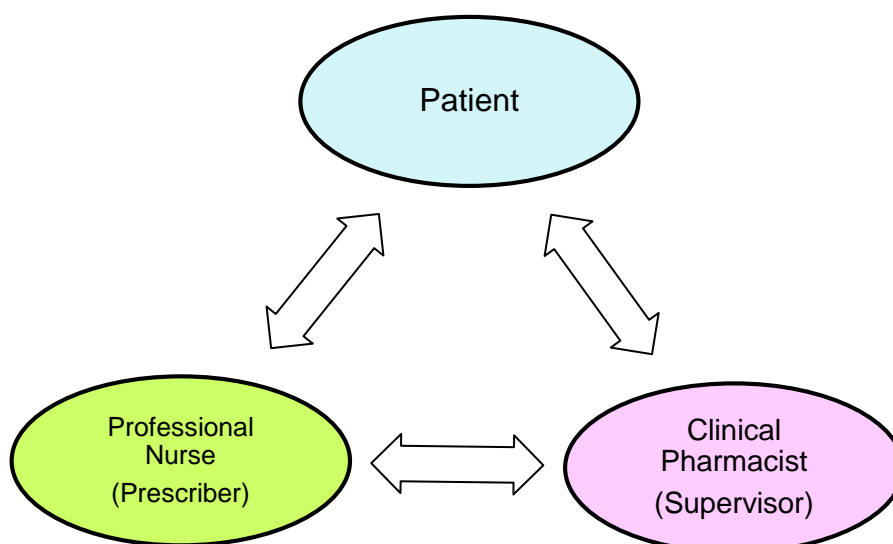 Patient
Professional
Nurse
(Prescriber)
Clinical
Pharmacist
(Supervisor)